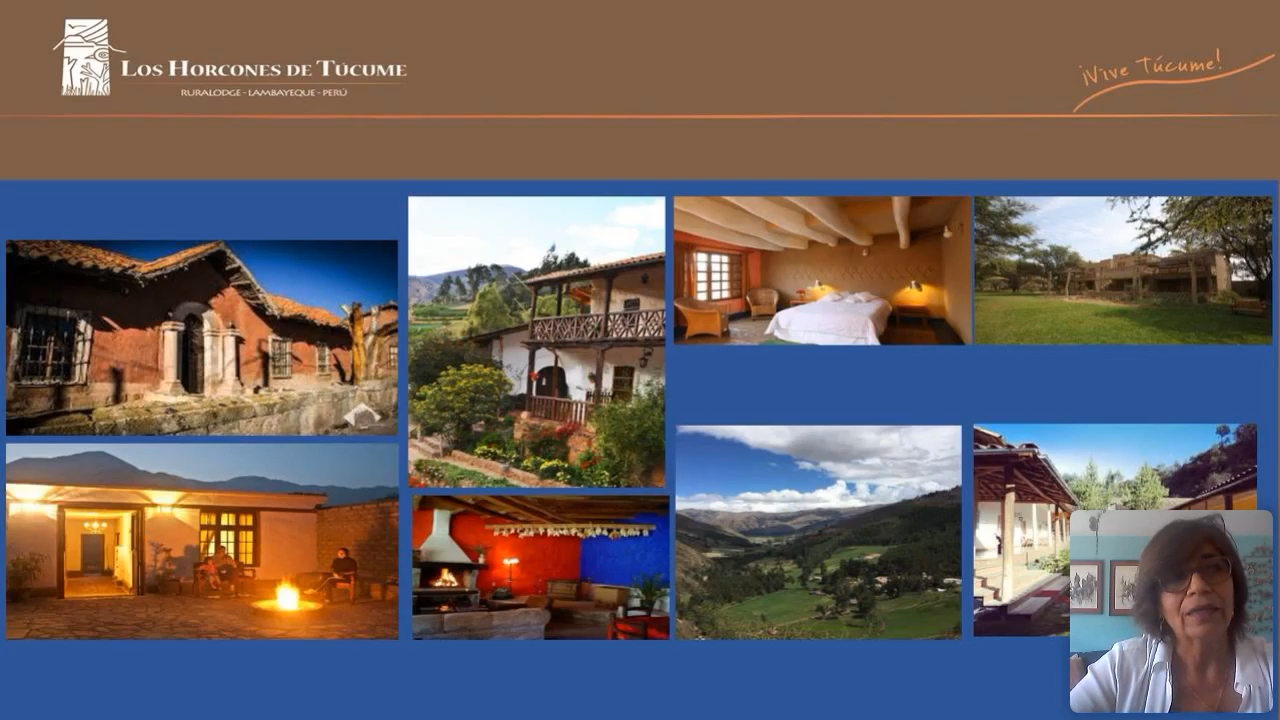 LOS HORCONES DE TÚCUME
RURALODGE - LAMBAYEQUE - PERÚ
¡Vive Túcume!